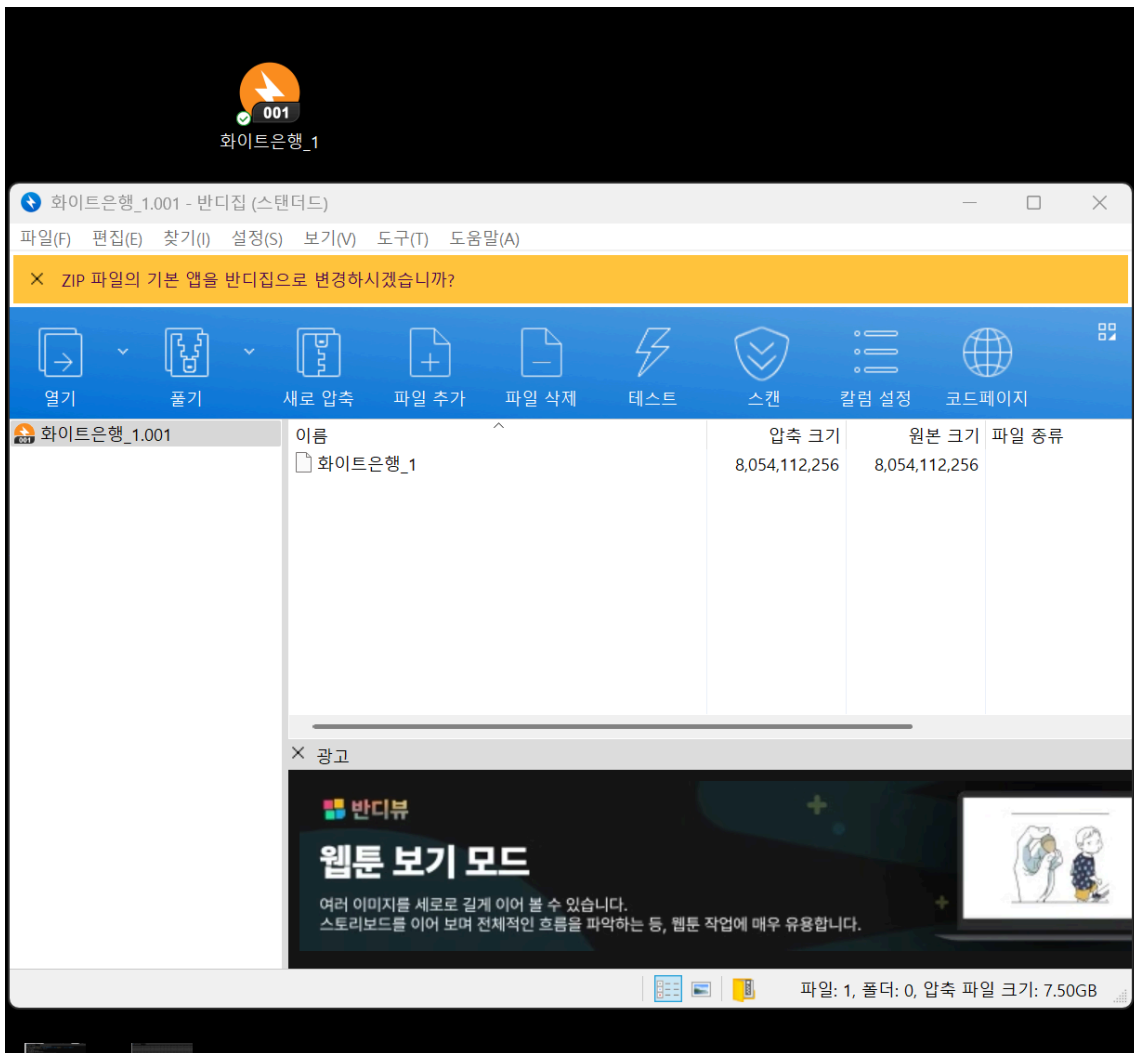 001
화이트은행_1
화이트은행_1.001 - 반디집 (스탠더드)
파일(F) 편집(E) 찾기(I) 설정(S) 보기(V) 도구(T) 도움말(A)
ZIP 파일의 기본 앱을 반디집으로 변경하시겠습니까?
열기 풀기 새로 압축 파일 추가 파일 삭제 테스트 스캔 칼럼 설정 코드페이지
001 화이트은행_1.001
이름 압축 크기 원본 크기 파일 종류
화이트은행_1 8,054,112,256 8,054,112,256
광고
반디뷰
웹툰 보기 모드
여러 이미지를 세로로 길게 이어 볼 수 있습니다.
스토리보드를 이어 보며 전체적인 흐름을 파악하는 등, 웹툰 작업에 매우 유용합니다.
파일: 1, 폴더: 0, 압축 파일 크기: 7.50GB